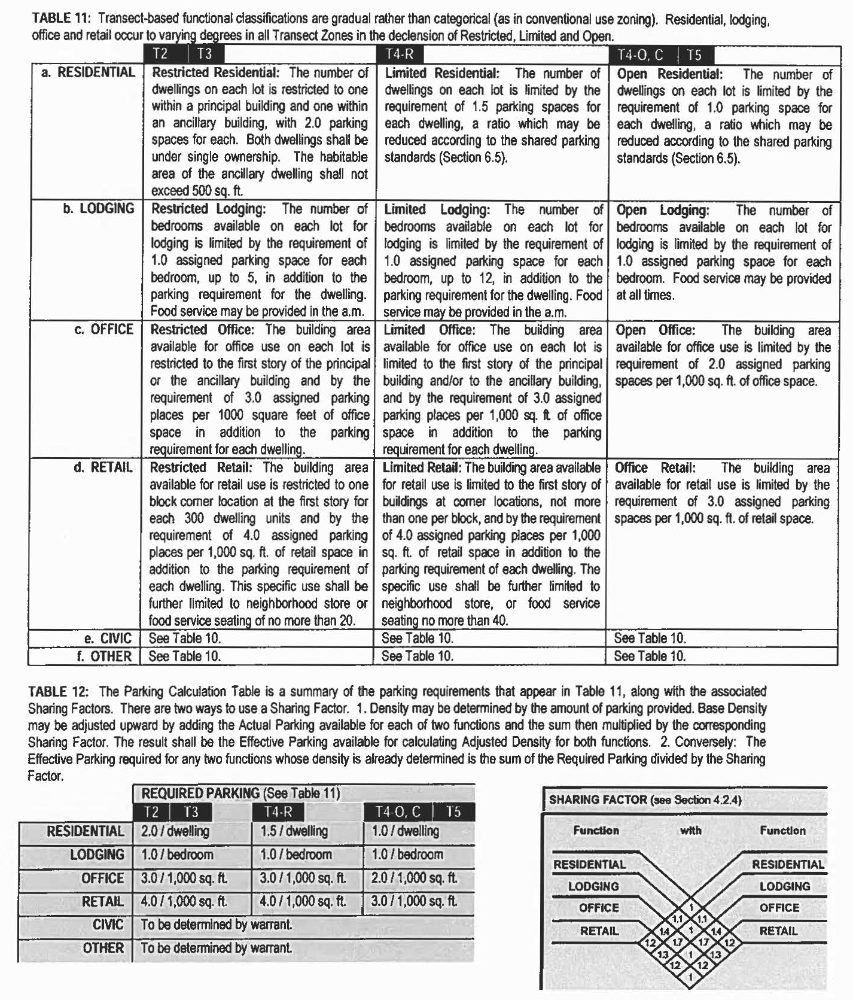 TABLE 11: Transect-based functional classifications are gradual rather than categorical (as in conventional use zoning). Residential, lodging,
office and retail occur to varying degrees in all Transect Zones in the declension of Restricted, Limited and Open.
T2 T3 T4-R T4-O, C T5
a. RESIDENTIAL
Restricted Residential: The number of
dwellings on each lot is restricted to one
within a principal building and one within
an ancillary building, with 2.0 parking
spaces for each. Both dwellings shall be
under single ownership. The habitable
area of the ancillary dwelling shall not
exceed 500 sq. ft.
Limited Residential: The number of
dwellings on each lot is limited by the
requirement of 1.5 parking spaces for
each dwelling, a ratio which may be
reduced according to the shared parking
standards (Section 6.5).
Open Residential: The number of
dwellings on each lot is limited by the
requirement of 1.0 parking space for
each dwelling, a ratio which may be
reduced according to the shared parking
standards (Section 6.5).
b. LODGING
Restricted Lodging: The number of
bedrooms available on each lot for
lodging is limited by the requirement of
1.0 assigned parking space for each
bedroom, up to 5, in addition to the
parking requirement for the dwelling.
Food service may be provided in the a.m.
Limited Lodging: The number of
bedrooms available on each lot for
lodging is limited by the requirement of
1.0 assigned parking space for each
bedroom, up to 12, in addition to the
parking requirement for the dwelling. Food
service may be provided in the a.m.
Open Lodging: The number of
bedrooms available on each lot for
lodging is limited by the requirement of
1.0 assigned parking space for each
bedroom. Food service may be provided
at all times.
c. OFFICE
Restricted Office: The building area
available for office use on each lot is
restricted to the first story of the principal
or the ancillary building and by the
requirement of 3.0 assigned parking
places per 1000 square feet of office
space in addition to the parking
requirement for each dwelling.
Limited Office: The building area
available for office use on each lot is
limited to the first story of the principal
building and/or to the ancillary building,
and by the requirement of 3.0 assigned
parking places per 1,000 sq. ft. of office
space in addition to the parking
requirement for each dwelling.
Open Office: The building area
available for office use is limited by the
requirement of 2.0 assigned parking
spaces per 1,000 sq. ft. of office space.
d. RETAIL
Restricted Retail: The building area
available for retail use is restricted to one
block corner location at the first story for
each 300 dwelling units and by the
requirement of 4.0 assigned parking
places per 1,000 sq. ft. of retail space in
addition to the parking requirement of
each dwelling. This specific use shall be
further limited to neighborhood store or
food service seating of no more than 20.
Limited Retail: The building area available
for retail use is limited to the first story of
buildings at corner locations, not more
than one per block, and by the requirement
of 4.0 assigned parking places per 1,000
sq. ft. of retail space in addition to the
parking requirement of each dwelling. The
specific use shall be further limited to
neighborhood store, or food service
seating no more than 40.
Office Retail: The building area
available for retail use is limited by the
requirement of 3.0 assigned parking
spaces per 1,000 sq. ft. of retail space.
e. CIVIC See Table 10. See Table 10. See Table 10.
f. OTHER See Table 10. See Table 10. See Table 10.
TABLE 12: The Parking Calculation Table is a summary of the parking requirements that appear in Table 11, along with the associated
Sharing Factors. There are two ways to use a Sharing Factor. 1. Density may be determined by the amount of parking provided. Base Density
may be adjusted upward by adding the Actual Parking available for each of two functions and the sum then multiplied by the corresponding
Sharing Factor. The result shall be the Effective Parking available for calculating Adjusted Density for both functions. 2. Conversely: The
Effective Parking required for any two functions whose density is already determined is the sum of the Required Parking divided by the Sharing
Factor.
REQUIRED PARKING (See Table 11)
T2 T3 T4-R T4-O, C T5
RESIDENTIAL 2.0 / dwelling 1.5 / dwelling 1.0 / dwelling
LODGING 1.0 / bedroom 1.0 / bedroom 1.0 / bedroom
OFFICE 3.0 / 1,000 sq. ft. 3.0 / 1,000 sq. ft. 2.0 / 1,000 sq. ft.
RETAIL 4.0 / 1,000 sq. ft. 4.0 / 1,000 sq. ft. 3.0 / 1,000 sq. ft.
CIVIC To be determined by warrant.
OTHER To be determined by warrant.
SHARING FACTOR (see Section 4.2.4)
Function with Function
RESIDENTIAL RESIDENTIAL
LODGING LODGING
OFFICE OFFICE
RETAIL RETAIL
1
1.1 1.1
1.4 1 1.4
1.2 1.7 1.7 1.2
1.3 1 1.3
1.2 1.2
1